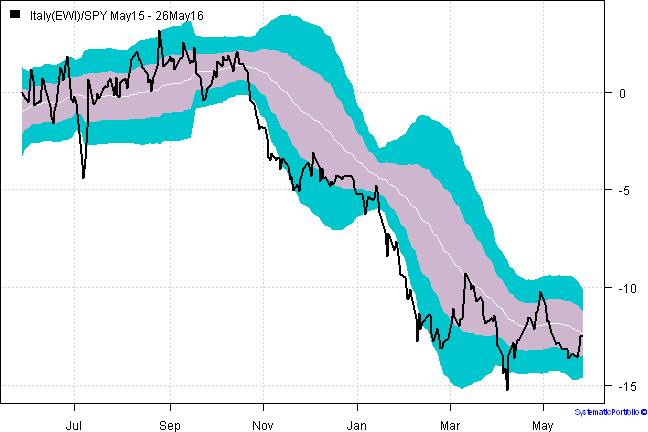 Italy(EWI)/SPY May15 - 26May16
0
-5
-10
-15
Jul Sep Nov Jan Mar May
SystematicPortfolio ©